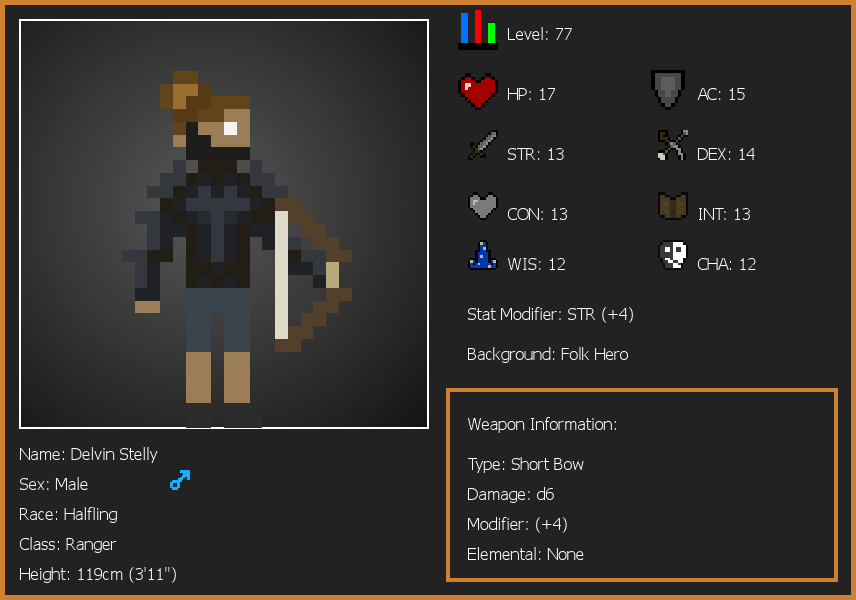 Level: 77
HP: 17
AC: 15
STR: 13
DEX: 14
CON: 13
INT: 13
WIS: 12
CHA: 12
Stat Modifier: STR (+4)
Background: Folk Hero
Weapon Information:
Type: Short Bow
Damage: d6
Modifier: (+4)
Elemental: None
Name: Delvin Stelly
Sex: Male
Race: Halfling
Class: Ranger
Height: 119cm (3'11")